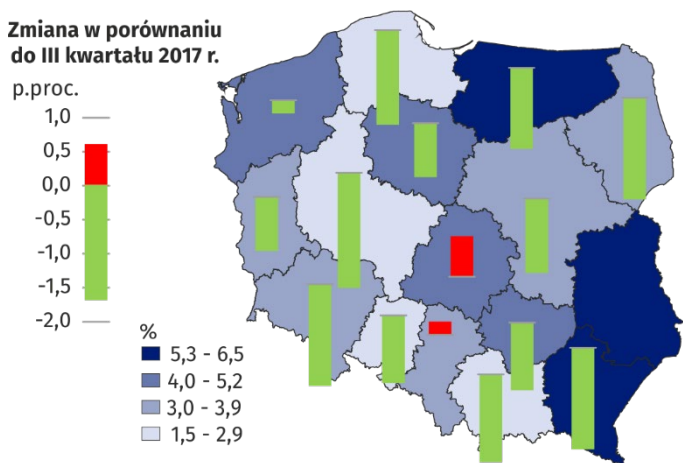 Zmiana w porównaniu
do III kwartału 2017 r.
p.proc.
1,0
0,5
0,0
-0,5
-1,0
-1,5
-2,0
%
5,3 - 6,5
4,0 - 5,2
3,0 - 3,9
1,5 - 2,9